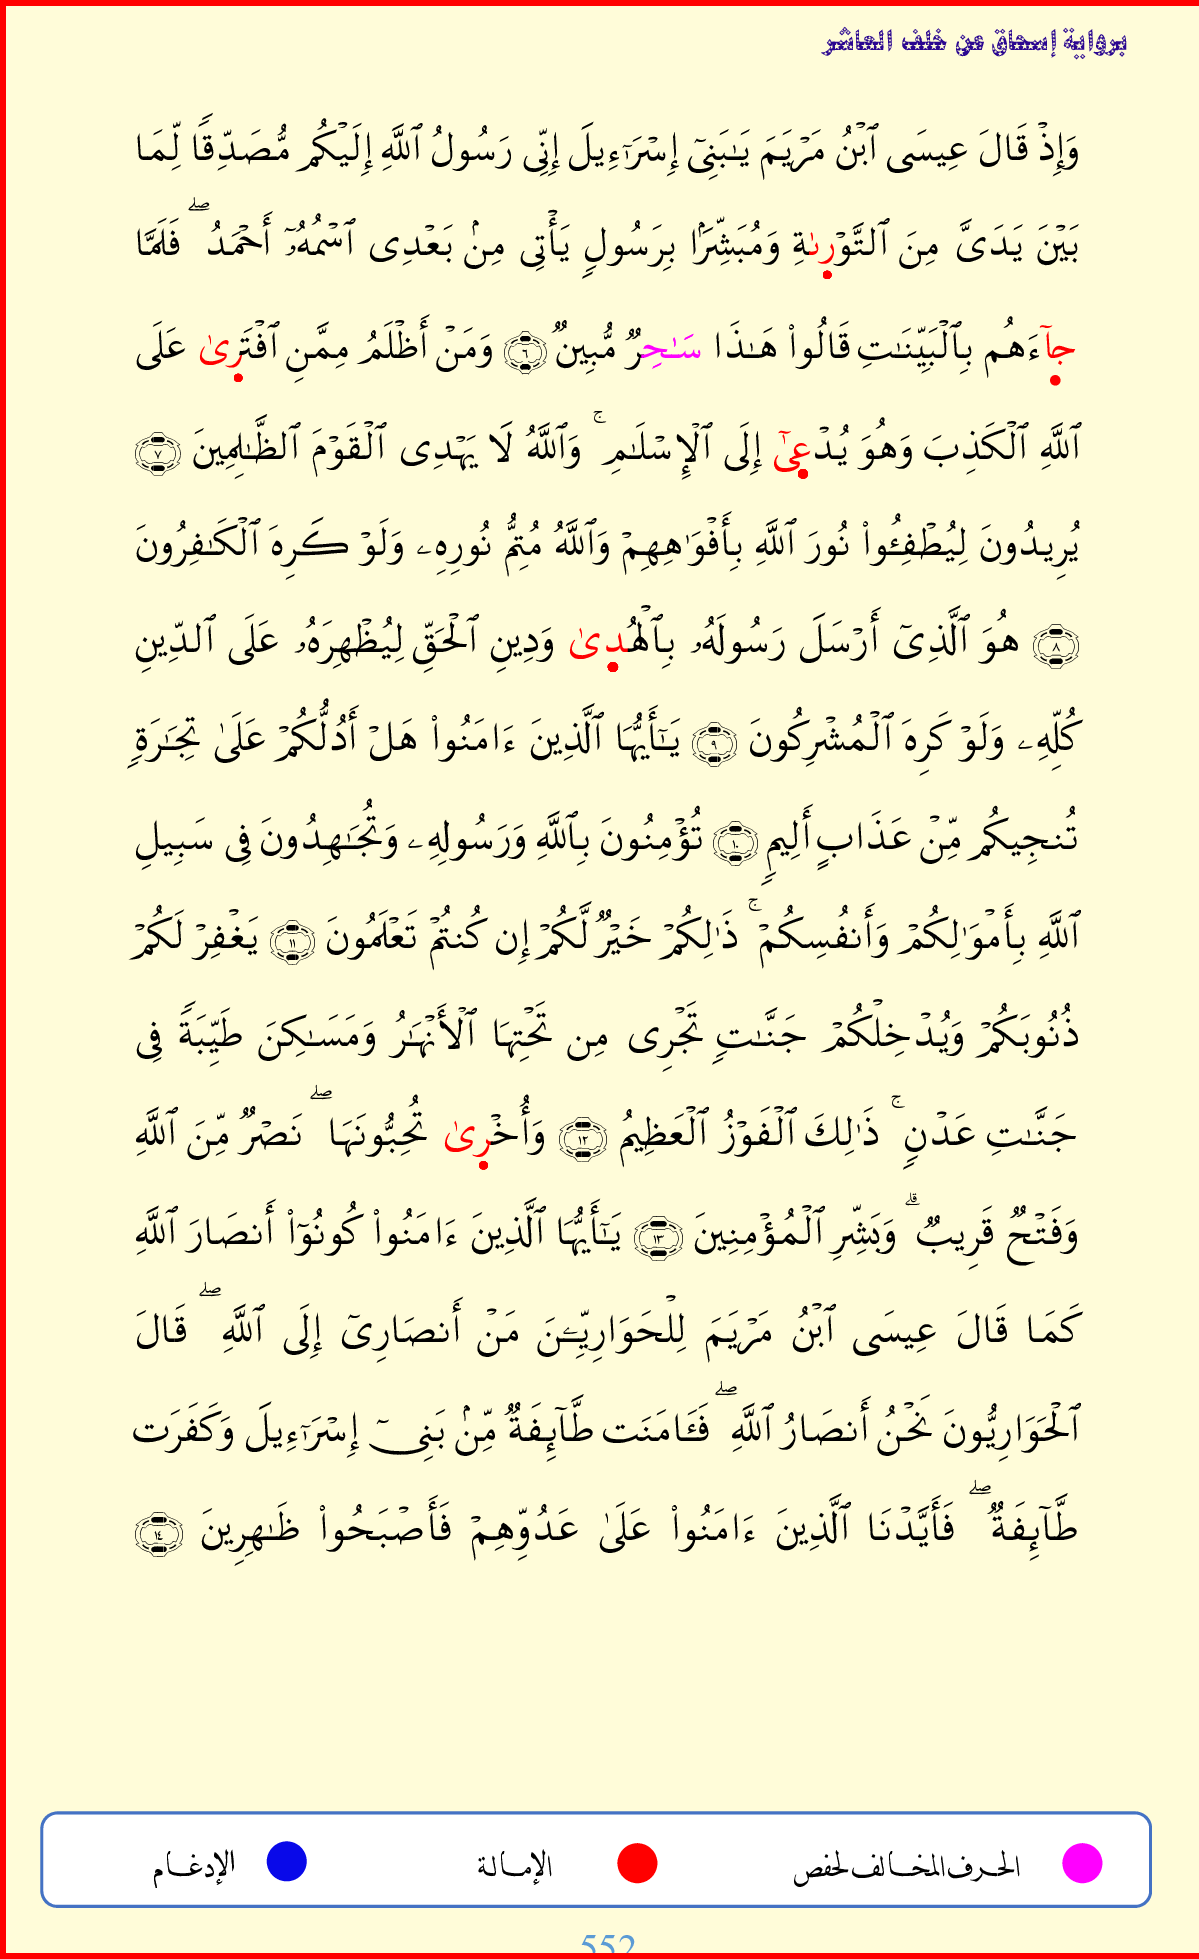 برواية إسحاق عن خلف العاشر
وَإِذۡ قَالَ عِيسَى ٱبۡنُ مَرۡيَمَ يَٰبَنِيٓ إِسۡرَٰٓءِيلَ إِنِّي رَسُولُ ٱللَّهِ إِلَيۡكُم مُّصَدِّقٗا لِّمَا
بَيۡنَ يَدَيَّ مِنَ ٱلتَّوۡرِىٰةِ وَمُبَشِّرَۢا بِرَسُولٖ يَأۡتِي مِنۢ بَعۡدِي ٱسۡمُهُۥٓ أَحۡمَدُۖ فَلَمَّا
جَآءَهُم بِٱلۡبَيِّنَٰتِ قَالُواْ هَٰذَا سَٰحِرٞ مُّبِينٞ ٦ وَمَنۡ أَظۡلَمُ مِمَّنِ ٱفۡتَرِىٰ عَلَى
ٱللَّهِ ٱلۡكَذِبَ وَهُوَ يُدۡعِىٰٓ إِلَى ٱلۡإِسۡلَٰمِۚ وَٱللَّهُ لَا يَهۡدِي ٱلۡقَوۡمَ ٱلظَّٰلِمِينَ ٧
يُرِيدُونَ لِيُطۡفِـُٔواْ نُورَ ٱللَّهِ بِأَفۡوَٰهِهِمۡ وَٱللَّهُ مُتِمُّ نُورِهِۦ وَلَوۡ كَرِهَ ٱلۡكَٰفِرُونَ
٨ هُوَ ٱلَّذِيٓ أَرۡسَلَ رَسُولَهُۥ بِٱلۡهُدِىٰ وَدِينِ ٱلۡحَقِّ لِيُظۡهِرَهُۥ عَلَى ٱلدِّينِ
كُلِّهِۦ وَلَوۡ كَرِهَ ٱلۡمُشۡرِكُونَ ٩ يَٰٓأَيُّهَا ٱلَّذِينَ ءَامَنُواْ هَلۡ أَدُلُّكُمۡ عَلَىٰ تِجَٰرَةٖ
تُنجِيكُم مِّنۡ عَذَابٍ أَلِيمٖ ١٠ تُؤۡمِنُونَ بِٱللَّهِ وَرَسُولِهِۦ وَتُجَٰهِدُونَ فِي سَبِيلِ
ٱللَّهِ بِأَمۡوَٰلِكُمۡ وَأَنفُسِكُمۡۚ ذَٰلِكُمۡ خَيۡرٞ لَّكُمۡ إِن كُنتُمۡ تَعۡلَمُونَ ١١ يَغۡفِرۡ لَكُمۡ
ذُنُوبَكُمۡ وَيُدۡخِلۡكُمۡ جَنَّٰتٖ تَجۡرِي مِن تَحۡتِهَا ٱلۡأَنۡهَٰرُ وَمَسَٰكِنَ طَيِّبَةٗ فِي
جَنَّٰتِ عَدۡنٖۚ ذَٰلِكَ ٱلۡفَوۡزُ ٱلۡعَظِيمُ ١٢ وَأُخۡرِىٰ تُحِبُّونَهَاۖ نَصۡرٞ مِّنَ ٱللَّهِ
وَفَتۡحٞ قَرِيبٞۗ وَبَشِّرِ ٱلۡمُؤۡمِنِينَ ١٣ يَٰٓأَيُّهَا ٱلَّذِينَ ءَامَنُواْ كُونُوٓاْ أَنصَارَ ٱللَّهِ
كَمَا قَالَ عِيسَى ٱبۡنُ مَرۡيَمَ لِلۡحَوَارِيِّـۧنَ مَنۡ أَنصَارِيٓ إِلَى ٱللَّهِۖ قَالَ
ٱلۡحَوَارِيُّونَ نَحۡنُ أَنصَارُ ٱللَّهِۖ فَـَٔامَنَت طَّآئِفَةٞ مِّنۢ بَنِيٓ إِسۡرَٰٓءِيلَ وَكَفَرَت
طَّآئِفَةٞۖ فَأَيَّدۡنَا ٱلَّذِينَ ءَامَنُواْ عَلَىٰ عَدُوِّهِمۡ فَأَصۡبَحُواْ ظَٰهِرِينَ ١٤
الحرف المخالف لحفص الإمالة الإدغام
552